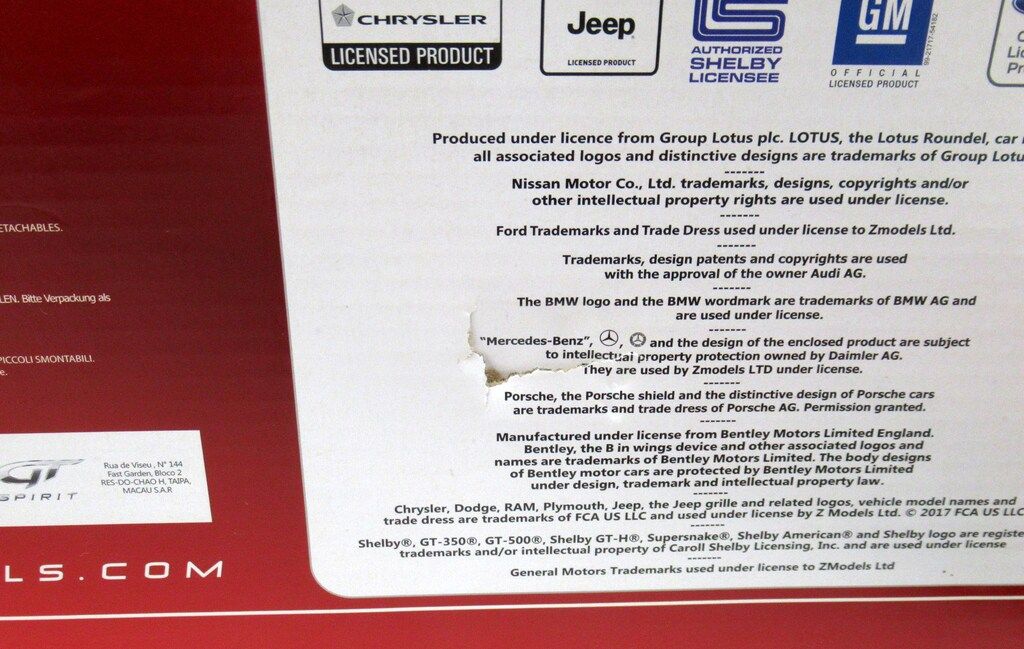 CHRYSLER
LICENSED PRODUCT
Jeep
LICENSED PRODUCT
AUTHORIZED
SHELBY
LICENSEE
GM
OFFICIAL
LICENSED PRODUCT
99-21717-54182
Produced under licence from Group Lotus plc. LOTUS, the Lotus Roundel, car
all associated logos and distinctive designs are trademarks of Group Lotu
-------
Nissan Motor Co., Ltd. trademarks, designs, copyrights and/or
other intellectual property rights are used under license.
-------
Ford Trademarks and Trade Dress used under license to Zmodels Ltd.
-------
Trademarks, design patents and copyrights are used
with the approval of the owner Audi AG.
-------
The BMW logo and the BMW wordmark are trademarks of BMW AG and
are used under license.
-------
"Mercedes-Benz", , and the design of the enclosed product are subject
to intellectual property protection owned by Daimler AG.
They are used by Zmodels LTD under license.
-------
Porsche, the Porsche shield and the distinctive design of Porsche cars
are trademarks and trade dress of Porsche AG. Permission granted.
-------
Manufactured under license from Bentley Motors Limited England.
Bentley, the B in wings device and other associated logos and
names are trademarks of Bentley Motors Limited. The body designs
of Bentley motor cars are protected by Bentley Motors Limited
under design, trademark and intellectual property law.
-------
Chrysler, Dodge, RAM, Plymouth, Jeep, the Jeep grille and related logos, vehicle model names and
trade dress are trademarks of FCA US LLC and used under license by Z Models Ltd. © 2017 FCA US LLC
-------
Shelby®, GT-350®, GT-500®, Shelby GT-H®, Supersnake®, Shelby American® and Shelby logo are registe
trademarks and/or intellectual property of Caroll Shelby Licensing, Inc. and are used under license
-------
General Motors Trademarks used under license to ZModels Ltd
ETACHABLES.
LEN. Bitte Verpackung als
PICCOLI SMONTABILI.
e.
GT
SPIRIT
Rua de Viseu , N° 144
Fast Garden, Bloco 2
RES-DO-CHAO H, TAIPA,
MACAU S.A.R
LS.COM